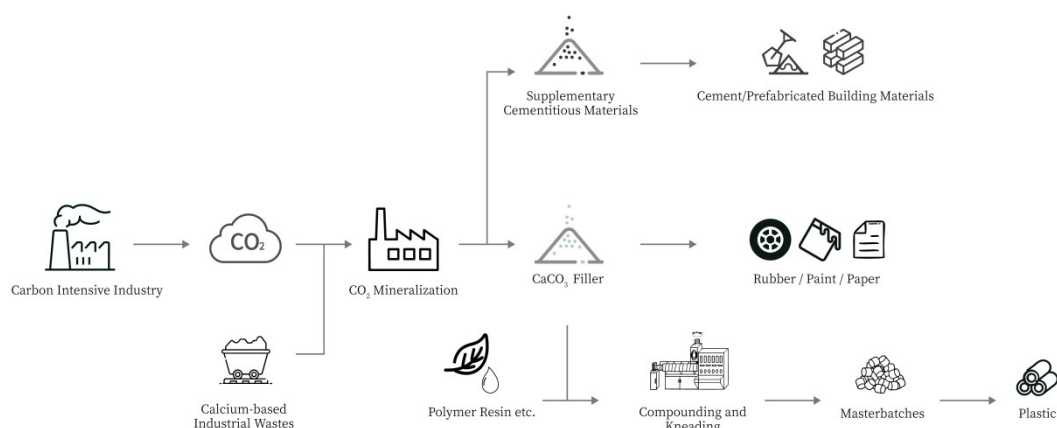 Supplementary
Cementitious Materials
Cement/Prefabricated Building Materials
CO₂
Carbon Intensive Industry
CO₂ Mineralization
CaCO₃ Filler
Rubber / Paint / Paper
Calcium-based
Industrial Wastes
Polymer Resin etc.
Compounding and
Kneading
Masterbatches
Plastic